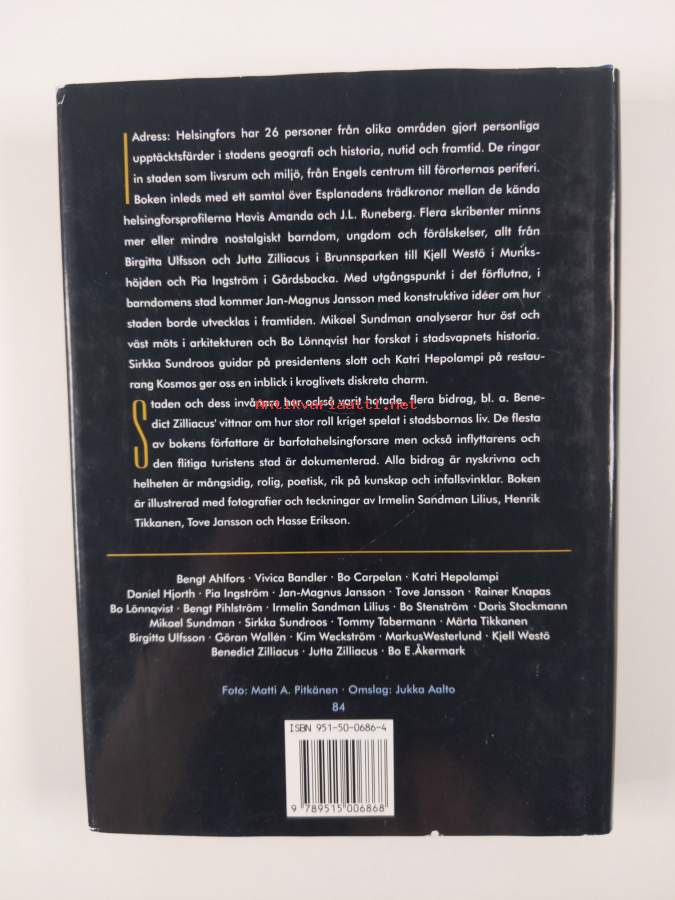 I Adress: Helsingfors har 26 personer från olika områden gjort personliga
upptäcktsfärder i stadens geografi och historia, nutid och framtid. De ringar
in staden som livsrum och miljö, från Engels centrum till förorternas periferi.
Boken inleds med ett samtal över Esplanadens trädkronor mellan de kända
helsingforsprofilerna Havis Amanda och J.L. Runeberg. Flera skribenter minns
mer eller mindre nostalgiskt barndom, ungdom och förälskelser, allt från
Birgitta Ulfsson och Jutta Zilliacus i Brunnsparken till Kjell Westö i Munks-
höjden och Pia Ingström i Gårdsbacka. Med utgångspunkt i det förflutna, i
barndomens stad kommer Jan-Magnus Jansson med konstruktiva idéer om hur
staden borde utvecklas i framtiden. Mikael Sundman analyserar hur öst och
väst möts i arkitekturen och Bo Lönnqvist har forskat i stadsvapnets historia.
Sirkka Sundroos guidar på presidentens slott och Katri Hepolampi på restau-
rang Kosmos ger oss en inblick i kroglivets diskreta charm.
Staden och dess invånare har också varit hotade, flera bidrag, bl. a. Bene-
antikvariaatti.net
dict Zilliacus' vittnar om hur stor roll kriget spelat i stadsbornas liv. De flesta
av bokens författare är barfotahelsingforsare men också inflyttarens och
den flitiga turistens stad är dokumenterad. Alla bidrag är nyskrivna och
helheten är mångsidig, rolig, poetisk, rik på kunskap och infallsvinklar. Boken
är illustrerad med fotografier och teckningar av Irmelin Sandman Lilius, Henrik
Tikkanen, Tove Jansson och Hasse Erikson.
Bengt Ahlfors · Vivica Bandler · Bo Carpelan · Katri Hepolampi
Daniel Hjorth · Pia Ingström · Jan-Magnus Jansson · Tove Jansson · Rainer Knapas
Bo Lönnqvist · Bengt Pihlström · Irmelin Sandman Lilius · Bo Stenström · Doris Stockmann
Mikael Sundman · Sirkka Sundroos · Tommy Tabermann · Märta Tikkanen
Birgitta Ulfsson · Göran Wallén · Kim Weckström · MarkusWesterlund · Kjell Westö
Benedict Zilliacus · Jutta Zilliacus · Bo E.Åkermark
Foto: Matti A. Pitkänen · Omslag: Jukka Aalto
84
ISBN 951-50-0686-4
9 789515 006868